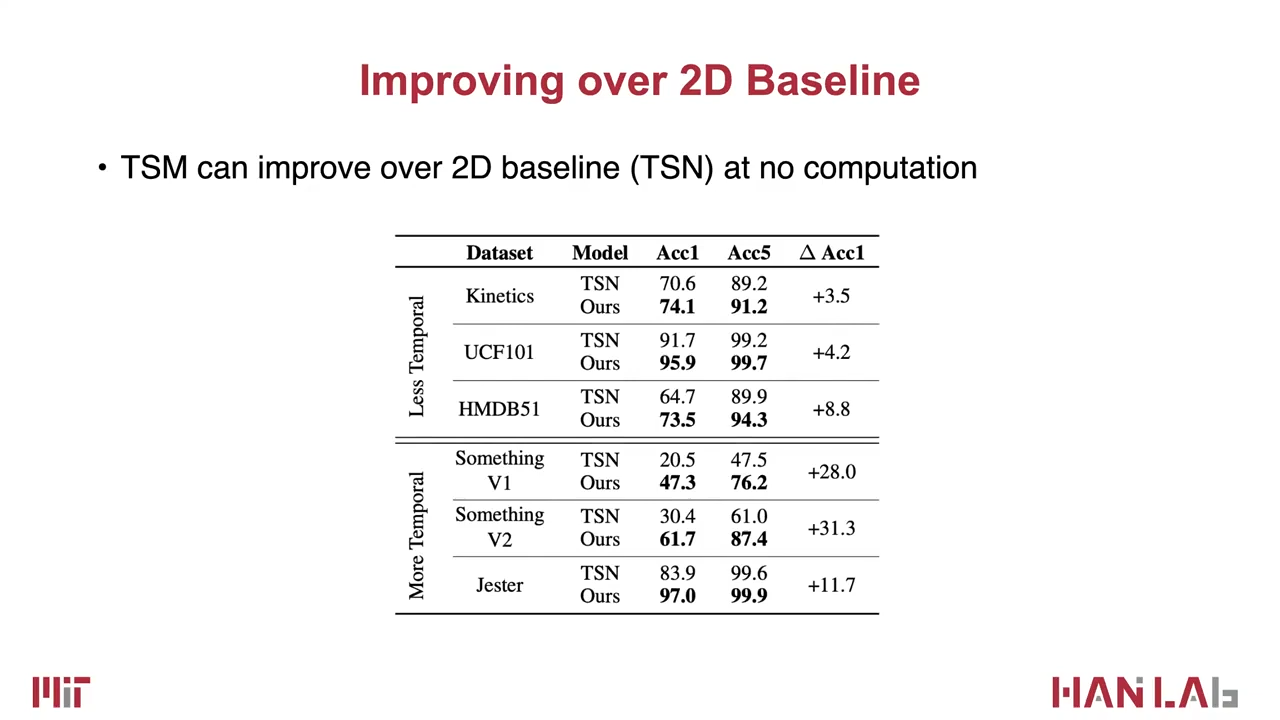 Improving over 2D Baseline
• TSM can improve over 2D baseline (TSN) at no computation
Dataset Model Acc1 Acc5 Δ Acc1
Less Temporal
Kinetics TSN 70.6 89.2 +3.5
Ours 74.1 91.2
UCF101 TSN 91.7 99.2 +4.2
Ours 95.9 99.7
HMDB51 TSN 64.7 89.9 +8.8
Ours 73.5 94.3
More Temporal
Something V1 TSN 20.5 47.5 +28.0
Ours 47.3 76.2
Something V2 TSN 30.4 61.0 +31.3
Ours 61.7 87.4
Jester TSN 83.9 99.6 +11.7
Ours 97.0 99.9
MIT
HAN LAb